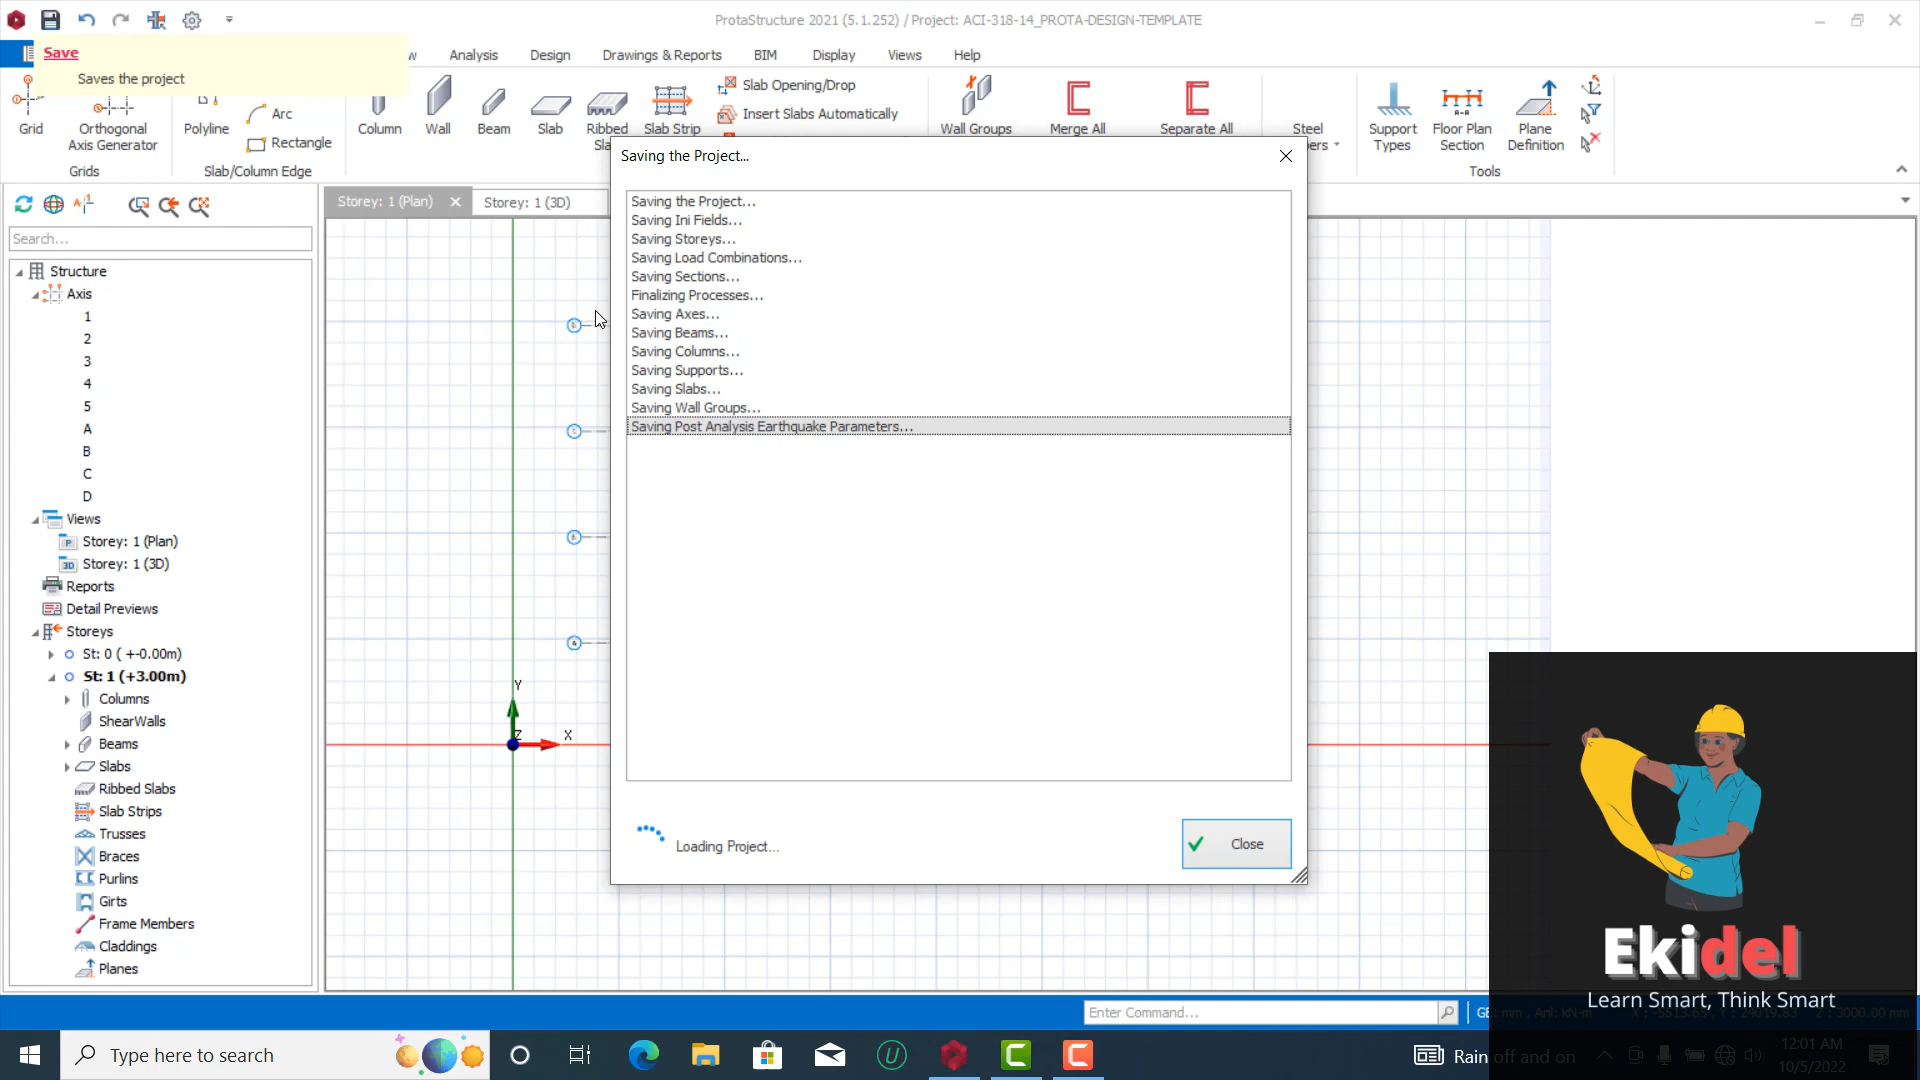 ProtaStructure 2021 (5.1.252) / Project: ACI-318-14_PROTA-DESIGN-TEMPLATE
Save
Saves the project
Analysis
Design
Drawings & Reports
BIM
Display
Views
Help
Grid
Orthogonal
Axis Generator
Grids
Polyline
Arc
Rectangle
Slab/Column Edge
Column
Wall
Beam
Slab
Ribbed
Slab Strip
Slab Opening/Drop
Insert Slabs Automatically
Wall Groups
Merge All
Separate All
Steel
Support
Types
Floor Plan
Section
Plane
Definition
Tools
Storey: 1 (Plan)
Storey: 1 (3D)
Search...
Structure
Axis
1
2
3
4
5
A
B
C
D
Views
Storey: 1 (Plan)
Storey: 1 (3D)
Reports
Detail Previews
Storeys
St: 0 ( +-0.00m)
St: 1 (+3.00m)
Columns
ShearWalls
Beams
Slabs
Ribbed Slabs
Slab Strips
Trusses
Braces
Purlins
Girts
Frame Members
Claddings
Planes
Y
Z
X
Saving the Project...
Saving the Project...
Saving Ini Fields...
Saving Storeys...
Saving Load Combinations...
Saving Sections...
Finalizing Processes...
Saving Axes...
Saving Beams...
Saving Columns...
Saving Supports...
Saving Slabs...
Saving Wall Groups...
Saving Post Analysis Earthquake Parameters...
Loading Project...
Close
Ekidel
Learn Smart, Think Smart
Enter Command...
Type here to search
Rain off and on
12:01 AM
10/5/2022